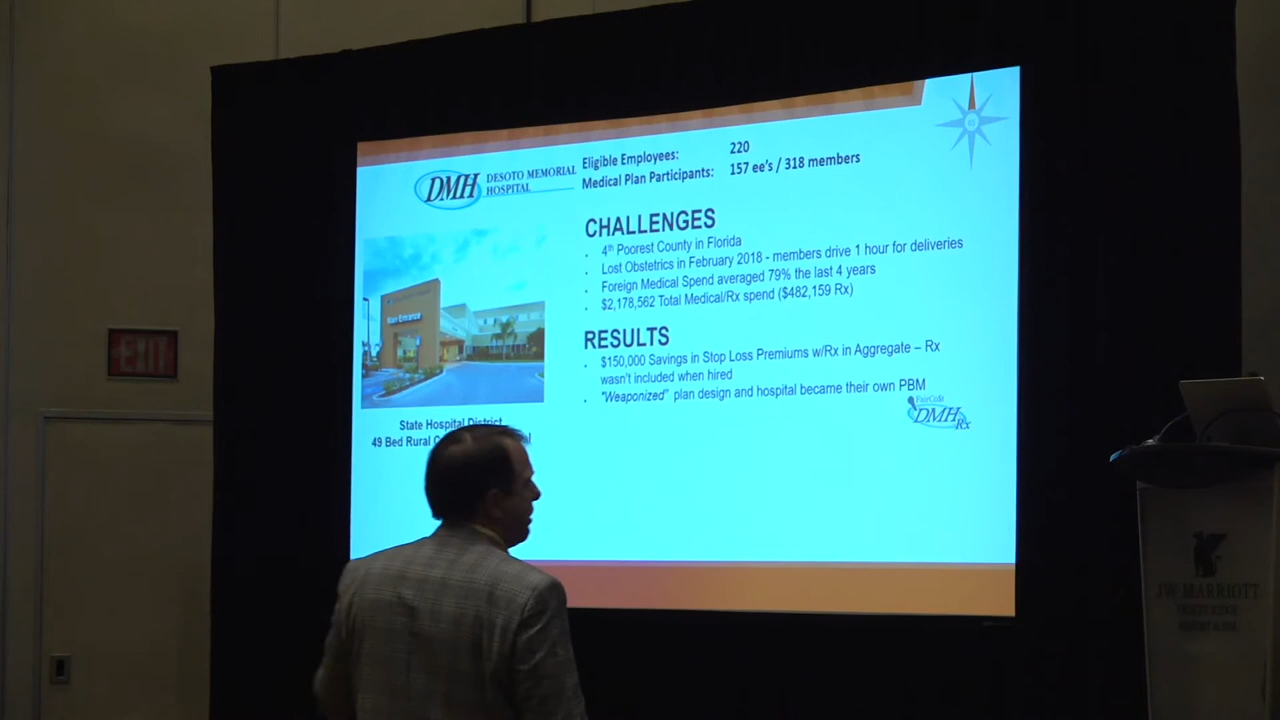 Eligible Employees: 220
Medical Plan Participants: 157 ee's / 318 members
DMH DESOTO MEMORIAL
HOSPITAL
CHALLENGES
4th Poorest County in Florida
Lost Obstetrics in February 2018 - members drive 1 hour for deliveries
Foreign Medical Spend averaged 79% the last 4 years
$2,178,562 Total Medical/Rx spend ($482,159 Rx)
RESULTS
$150,000 Savings in Stop Loss Premiums w/Rx in Aggregate – Rx
wasn't included when hired
"Weaponized" plan design and hospital became their own PBM
FairCo$t
DMH Rx
Main Entrance
State Hospital District
49 Bed Rural
EXIT
JW MARRIOTT